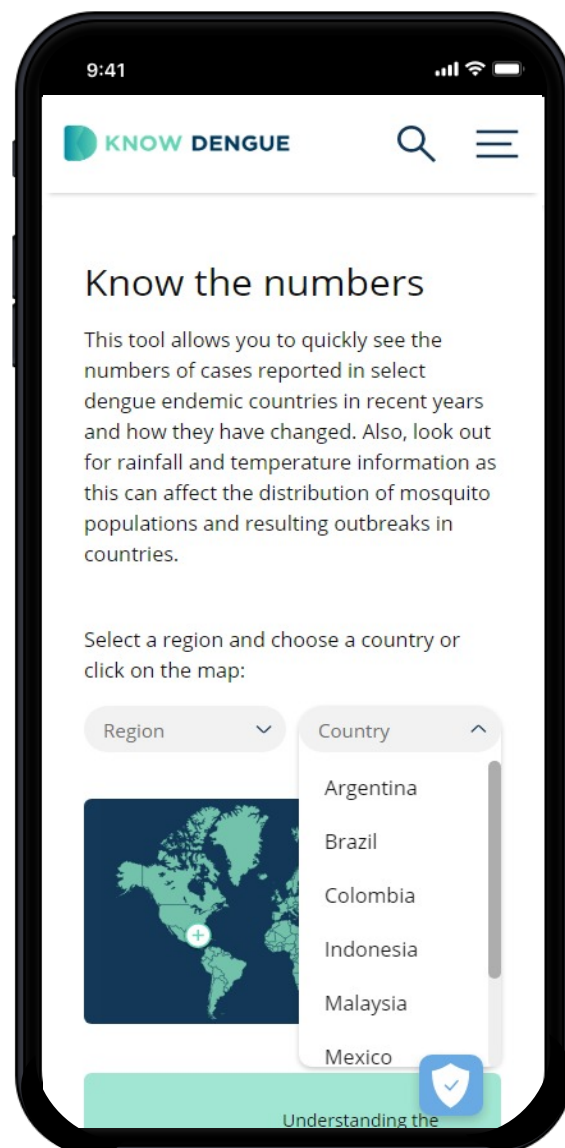 9:41
KNOW DENGUE
Know the numbers
This tool allows you to quickly see the
numbers of cases reported in select
dengue endemic countries in recent years
and how they have changed. Also, look out
for rainfall and temperature information as
this can affect the distribution of mosquito
populations and resulting outbreaks in
countries.
Select a region and choose a country or
click on the map:
Region
Country
Argentina
Brazil
Colombia
Indonesia
Malaysia
Mexico
Understanding the